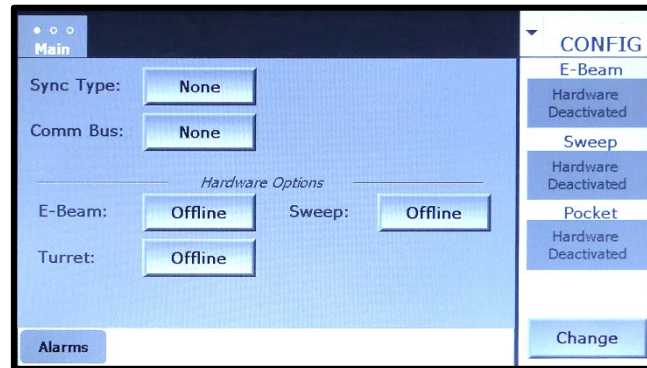 Main
CONFIG
Sync Type: None
Comm Bus: None
Hardware Options
E-Beam: Offline Sweep: Offline
Turret: Offline
E-Beam
Hardware
Deactivated
Sweep
Hardware
Deactivated
Pocket
Hardware
Deactivated
Change
Alarms